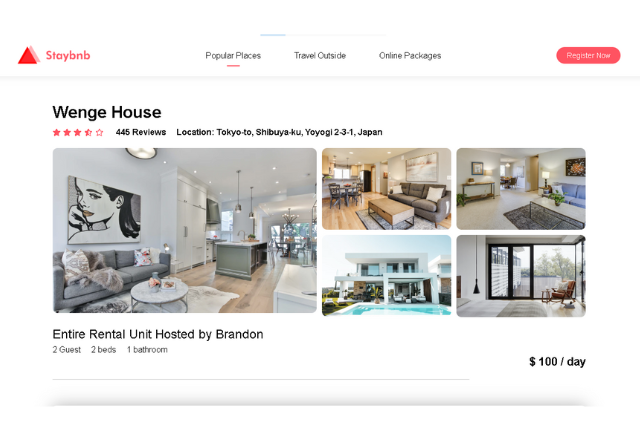 Staybnb
Popular Places Travel Outside Online Packages
Register Now
Wenge House
445 Reviews Location: Tokyo-to, Shibuya-ku, Yoyogi 2-3-1, Japan
Entire Rental Unit Hosted by Brandon
2 Guest 2 beds 1 bathroom
$ 100 / day